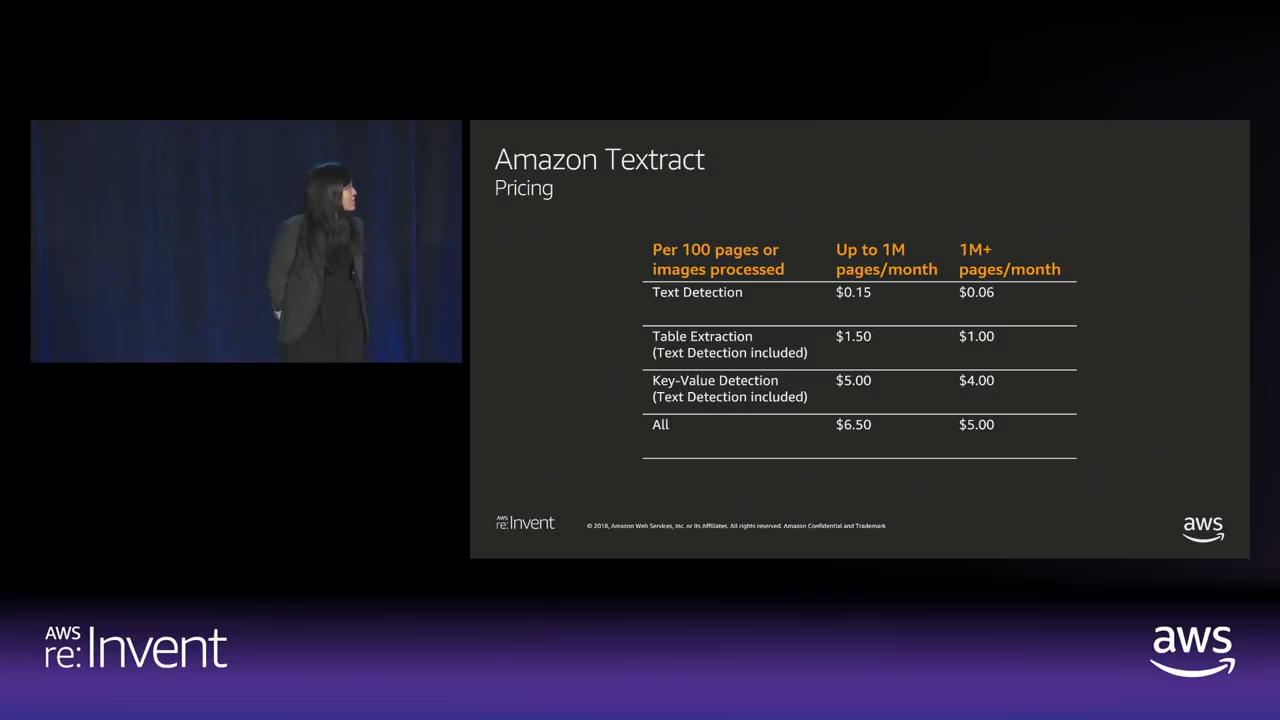 Amazon Textract
Pricing
Per 100 pages or images processed Up to 1M pages/month 1M+ pages/month
Text Detection $0.15 $0.06
Table Extraction (Text Detection included) $1.50 $1.00
Key-Value Detection (Text Detection included) $5.00 $4.00
All $6.50 $5.00
AWS re:Invent
© 2018, Amazon Web Services, Inc. or its Affiliates. All rights reserved. Amazon Confidential and Trademark
aws
AWS
re:Invent
aws